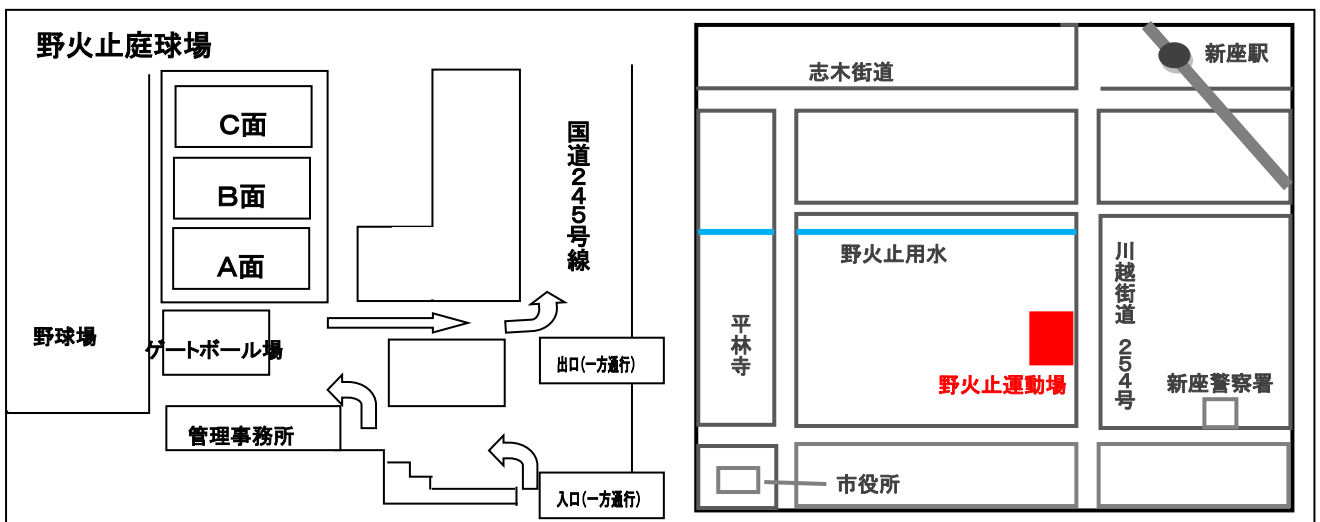 野火止庭球場
C面
B面
A面
国道245号線
野球場
ゲートボール場
出口(一方通行)
管理事務所
入口(一方通行)
新座駅
志木街道
野火止用水
川越街道 254号
平林寺
野火止運動場
新座警察署
市役所